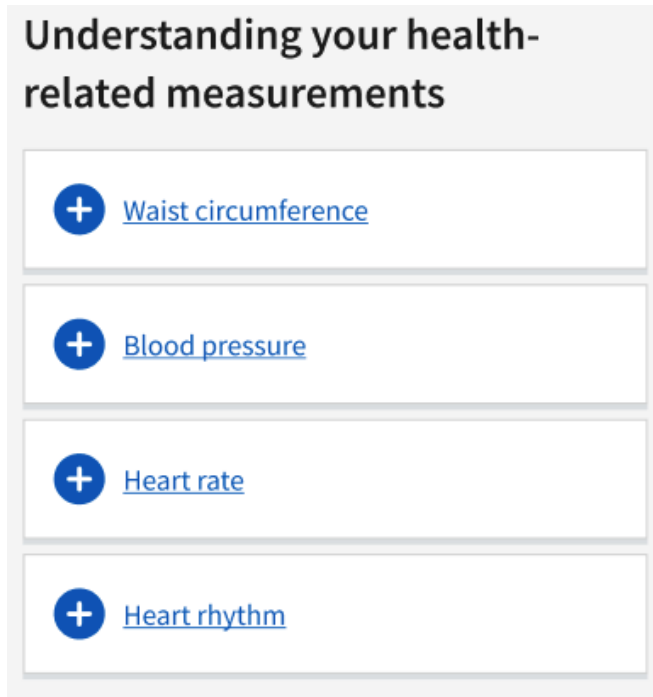 Understanding your health-
related measurements
Waist circumference
Blood pressure
Heart rate
Heart rhythm